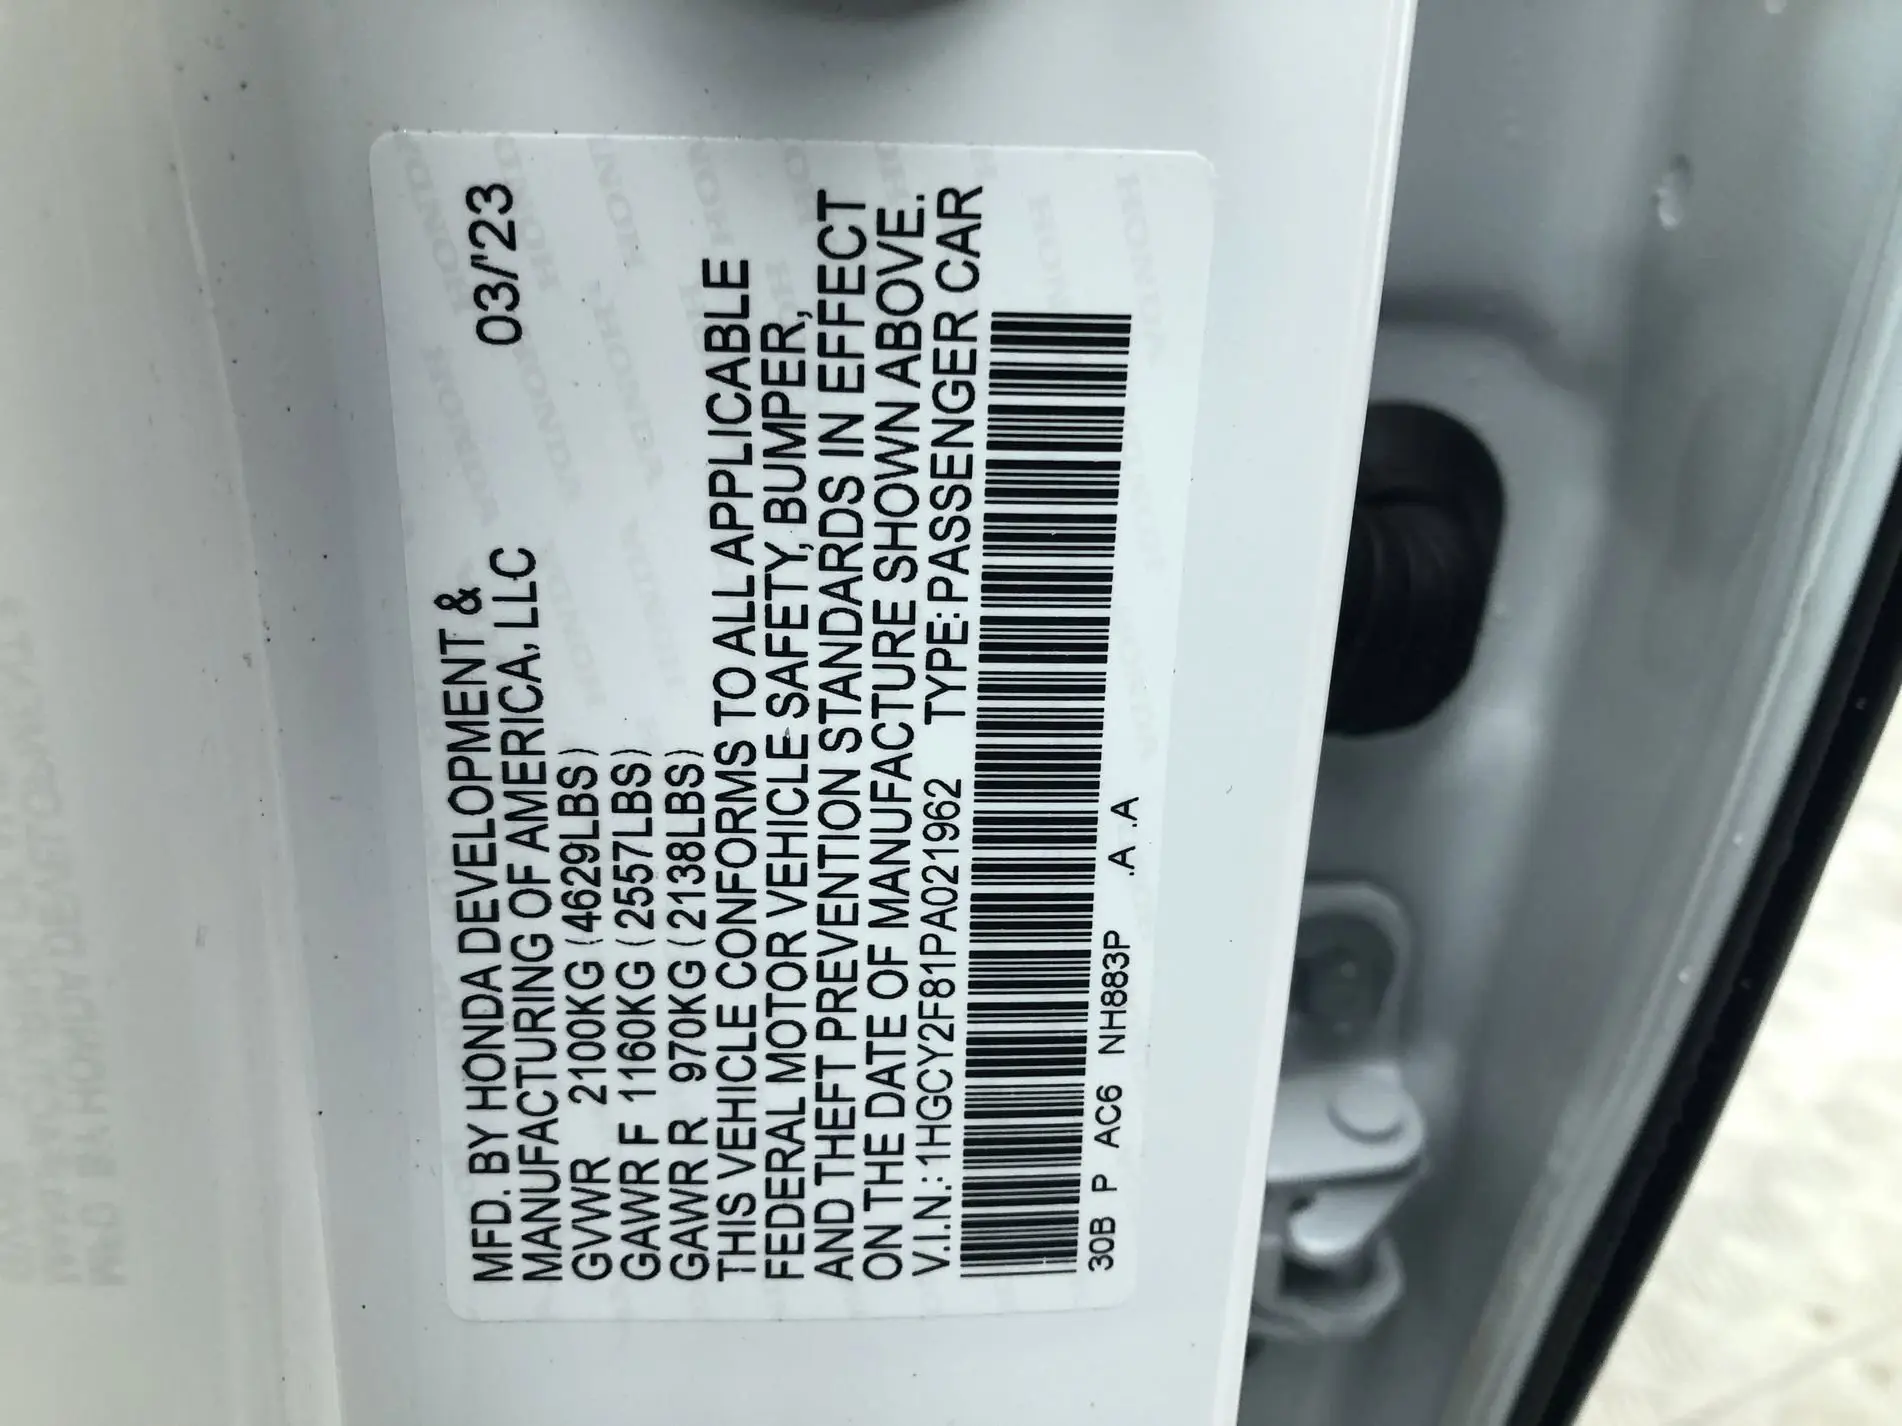 MFD. BY HONDA DEVELOPMENT &
MANUFACTURING OF AMERICA, LLC 03/'23
GVWR 2100KG (4629LBS)
GAWR F 1160KG (2557LBS)
GAWR R 970KG (2138LBS)
THIS VEHICLE CONFORMS TO ALL APPLICABLE
FEDERAL MOTOR VEHICLE SAFETY, BUMPER,
AND THEFT PREVENTION STANDARDS IN EFFECT
ON THE DATE OF MANUFACTURE SHOWN ABOVE.
V.I.N.: 1HGCY2F81PA021962 TYPE: PASSENGER CAR
30B P AC6 NH883P .A .A